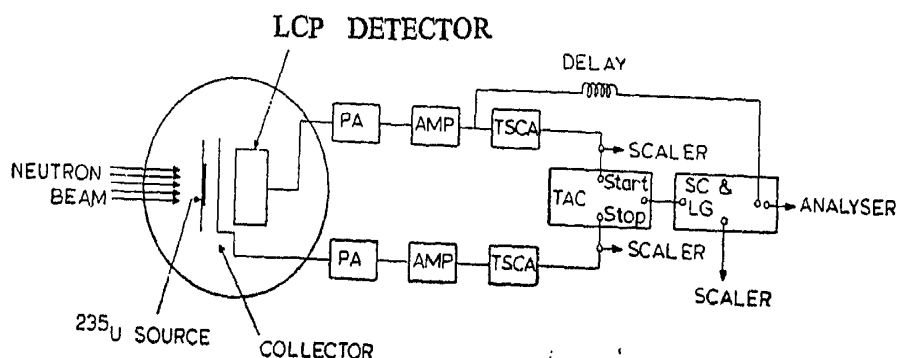 LCP DETECTOR
DELAY
PA
AMP
TSCA
SCALER
NEUTRON
BEAM
TAC
Start
Stop
SC &
LG
ANALYSER
SCALER
PA
AMP
TSCA
SCALER
235U SOURCE
COLLECTOR